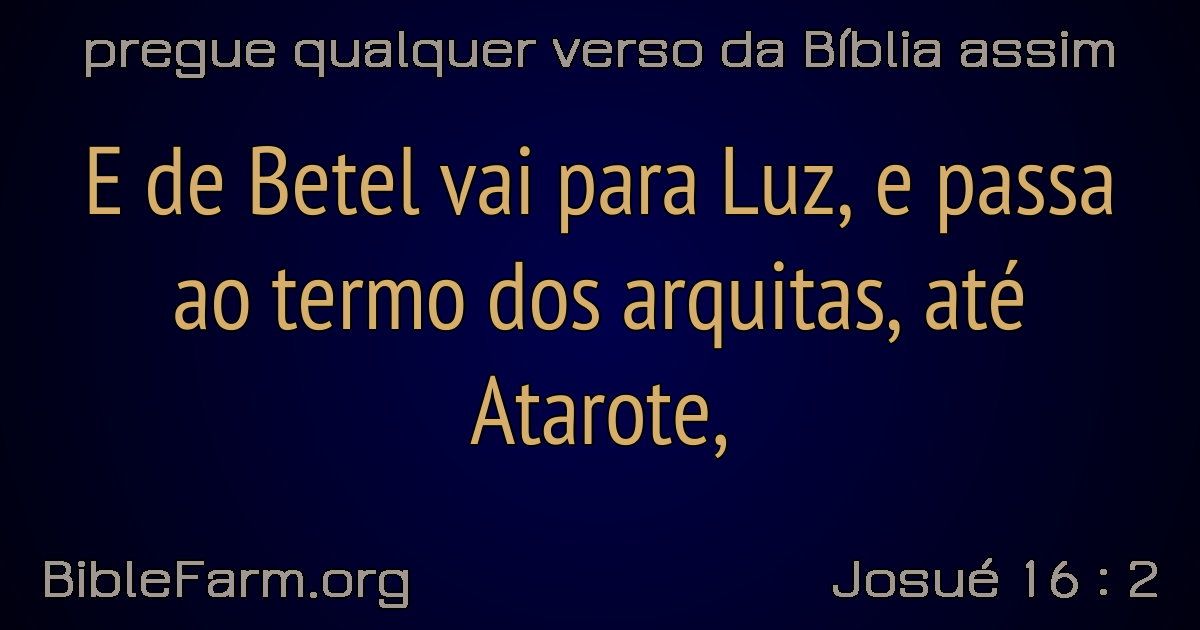 pregue qualquer verso da Bíblia assim
E de Betel vai para Luz, e passa
ao termo dos arquitas, até
Atarote,
BibleFarm.org
Josué 16 : 2